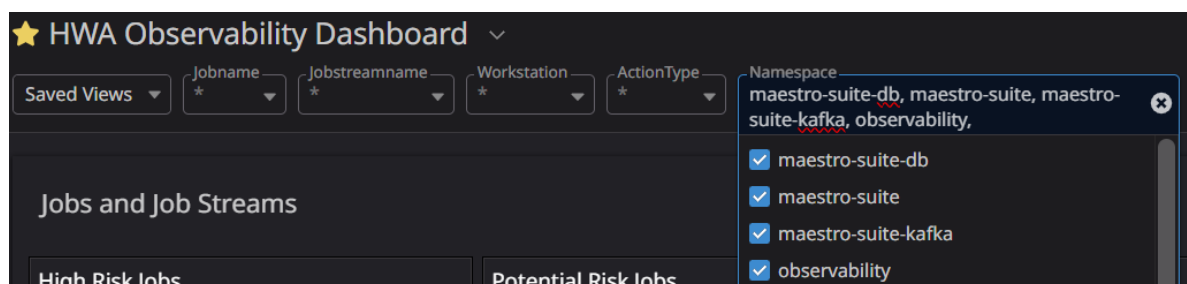 HWA Observability Dashboard
Saved Views
Jobname
*
Jobstreamname
*
Workstation
*
ActionType
*
Namespace
maestro-suite-db, maestro-suite, maestro-
suite-kafka, observability,
maestro-suite-db
maestro-suite
maestro-suite-kafka
observability
Jobs and Job Streams
High Risk Jobs
Potential Risk Jobs